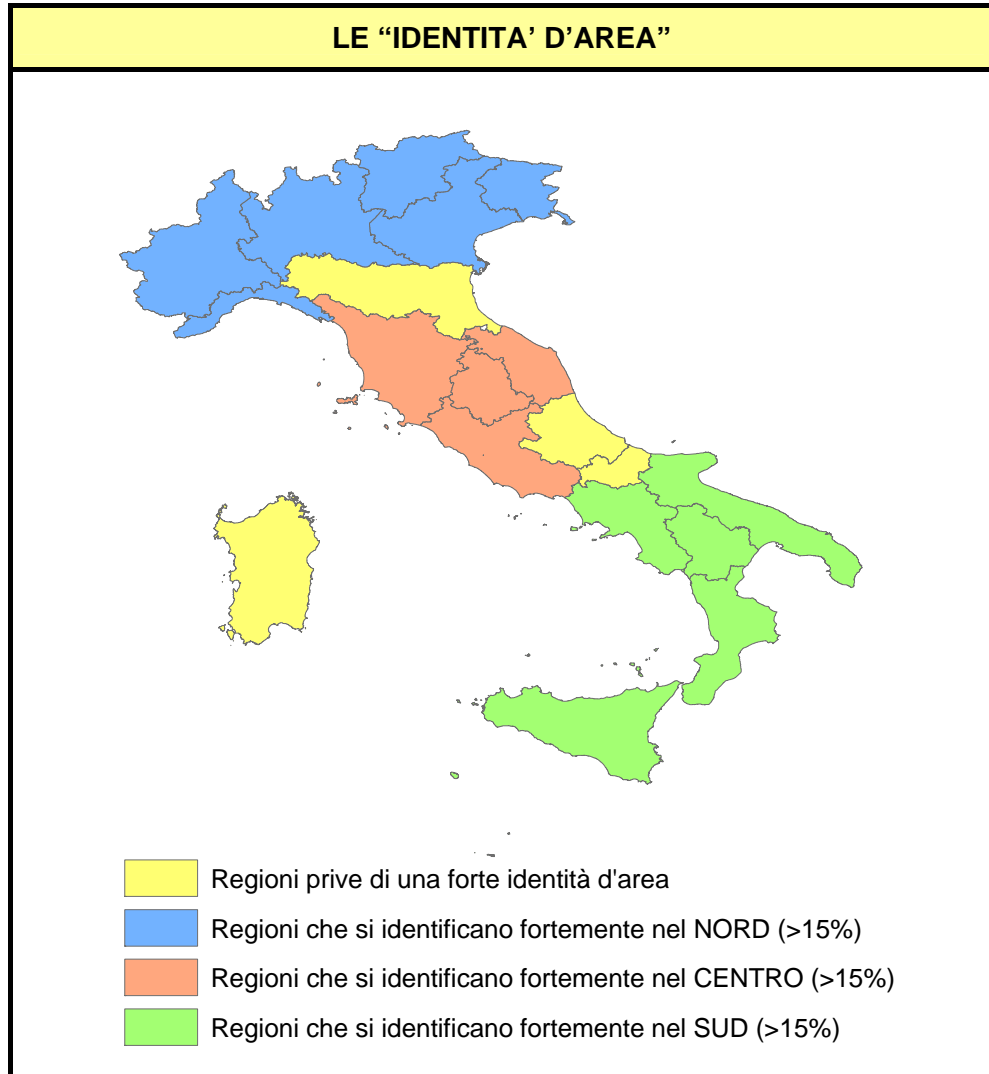 LE “IDENTITA’ D’AREA”
Regioni prive di una forte identità d'area
Regioni che si identificano fortemente nel NORD (>15%)
Regioni che si identificano fortemente nel CENTRO (>15%)
Regioni che si identificano fortemente nel SUD (>15%)